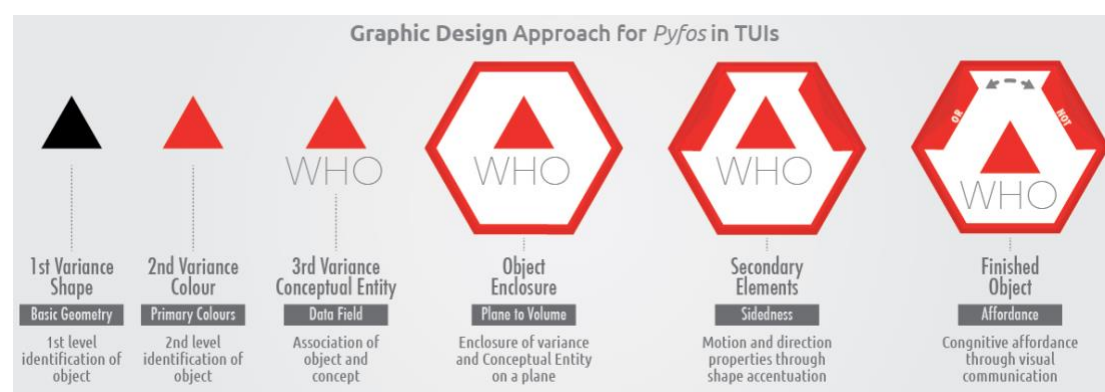 Graphic Design Approach for Pyfos in TUIs
WHO
WHO
WHO
OR
NOT
WHO
1st Variance
Shape
Basic Geometry
1st level
identification of
object
2nd Variance
Colour
Primary Colours
2nd level
identification of
object
3rd Variance
Conceptual Entity
Data Field
Association of
object and
concept
Object
Enclosure
Plane to Volume
Enclosure of variance
and Conceptual Entity
on a plane
Secondary
Elements
Sidedness
Motion and direction
properties through
shape accentuation
Finished
Object
Affordance
Congnitive affordance
through visual
communication